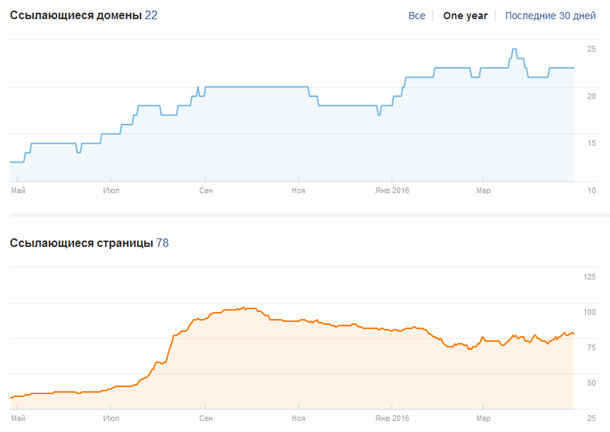 Ссылающиеся домены 22
Все One year Последние 30 дней
25
20
15
10
Май Июл Сен Ноя Янв 2016 Мар
Ссылающиеся страницы 78
125
100
75
50
25
Май Июл Сен Ноя Янв 2016 Мар